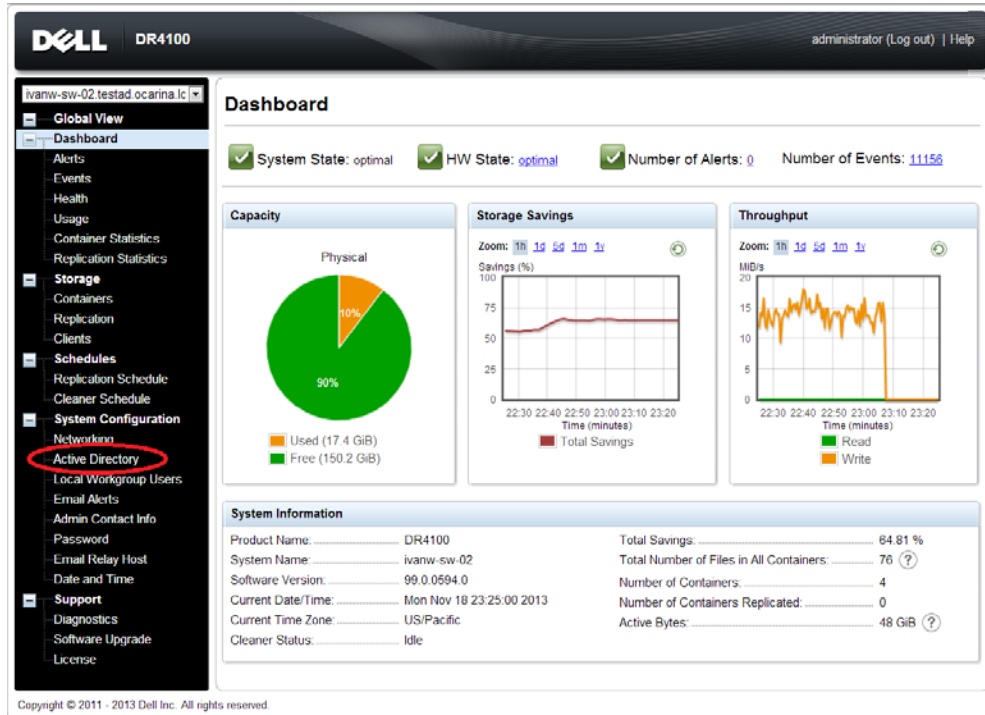 DELL DR4100
administrator (Log out) | Help
ivanw-sw-02.testad.ocarina.lc
Global View
Dashboard
Alerts
Events
Health
Usage
Container Statistics
Replication Statistics
Storage
Containers
Replication
Clients
Schedules
Replication Schedule
Cleaner Schedule
System Configuration
Networking
Active Directory
Local Workgroup Users
Email Alerts
Admin Contact Info
Password
Email Relay Host
Date and Time
Support
Diagnostics
Software Upgrade
License
Dashboard
System State: optimal HW State: optimal Number of Alerts: 0 Number of Events: 11156
Capacity
Physical
10%
90%
Used (17.4 GiB)
Free (150.2 GiB)
Storage Savings
Zoom: 1h 1d 5d 1m 1y
Savings (%)
100
75
50
25
0
22:30 22:40 22:50 23:00 23:10 23:20
Time (minutes)
Total Savings
Throughput
Zoom: 1h 1d 5d 1m 1y
MiB/s
20
15
10
5
0
22:30 22:40 22:50 23:00 23:10 23:20
Time (minutes)
Read
Write
System Information
Product Name: DR4100
System Name: ivanw-sw-02
Software Version: 99.0.0594.0
Current Date/Time: Mon Nov 18 23:25:00 2013
Current Time Zone: US/Pacific
Cleaner Status: Idle
Total Savings: 64.81 %
Total Number of Files in All Containers: 76 ?
Number of Containers: 4
Number of Containers Replicated: 0
Active Bytes: 48 GiB ?
Copyright © 2011 - 2013 Dell Inc. All rights reserved.